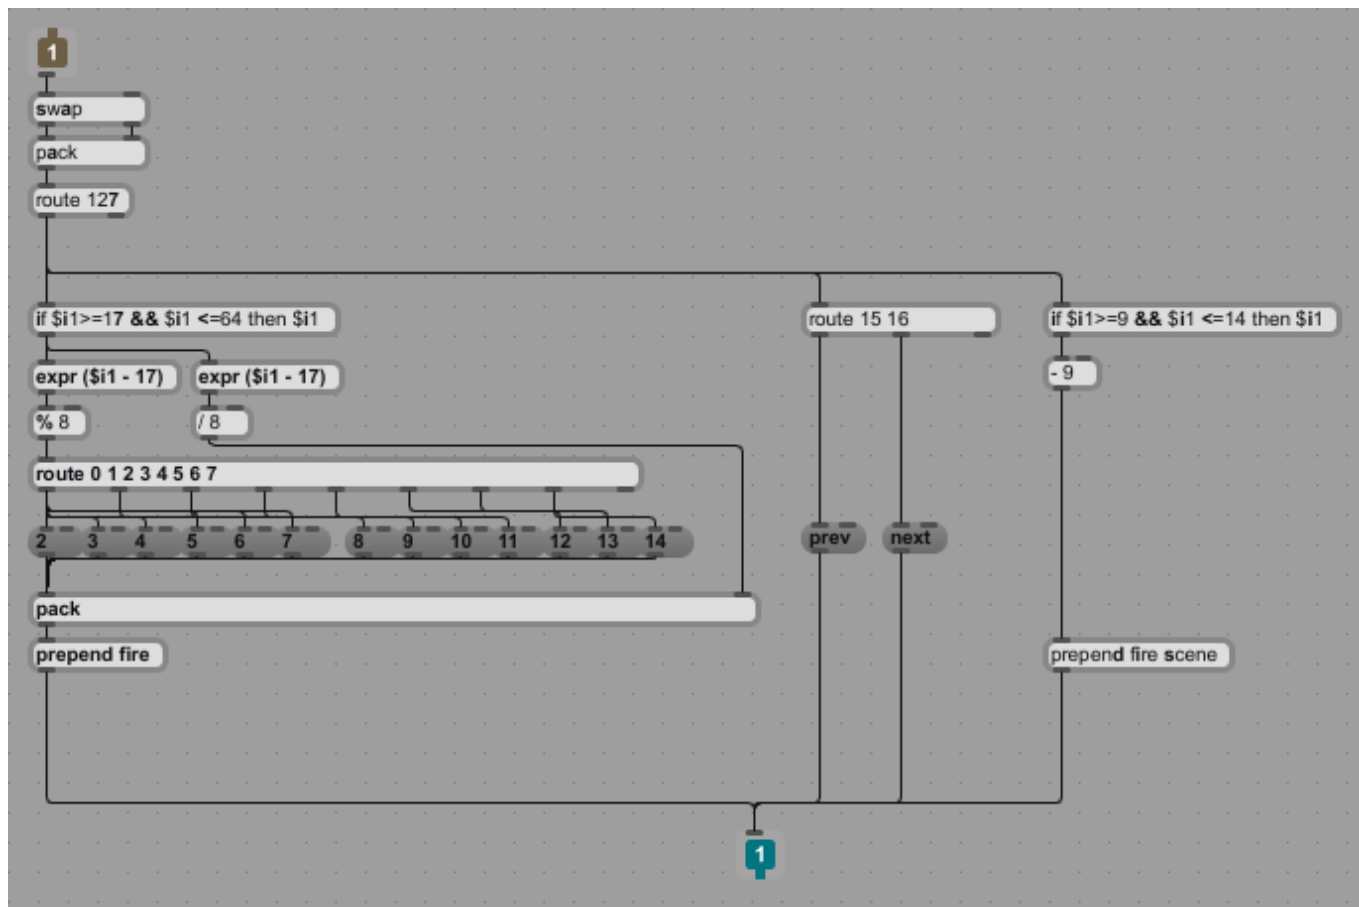 1
swap
pack
route 127
if $i1>=17 && $i1 <=64 then $i1
route 15 16
if $i1>=9 && $i1 <=14 then $i1
expr ($i1 - 17)
expr ($i1 - 17)
- 9
% 8
/ 8
route 0 1 2 3 4 5 6 7
2 3 4 5 6 7 8 9 10 11 12 13 14
prev
next
pack
prepend fire
prepend fire scene
1